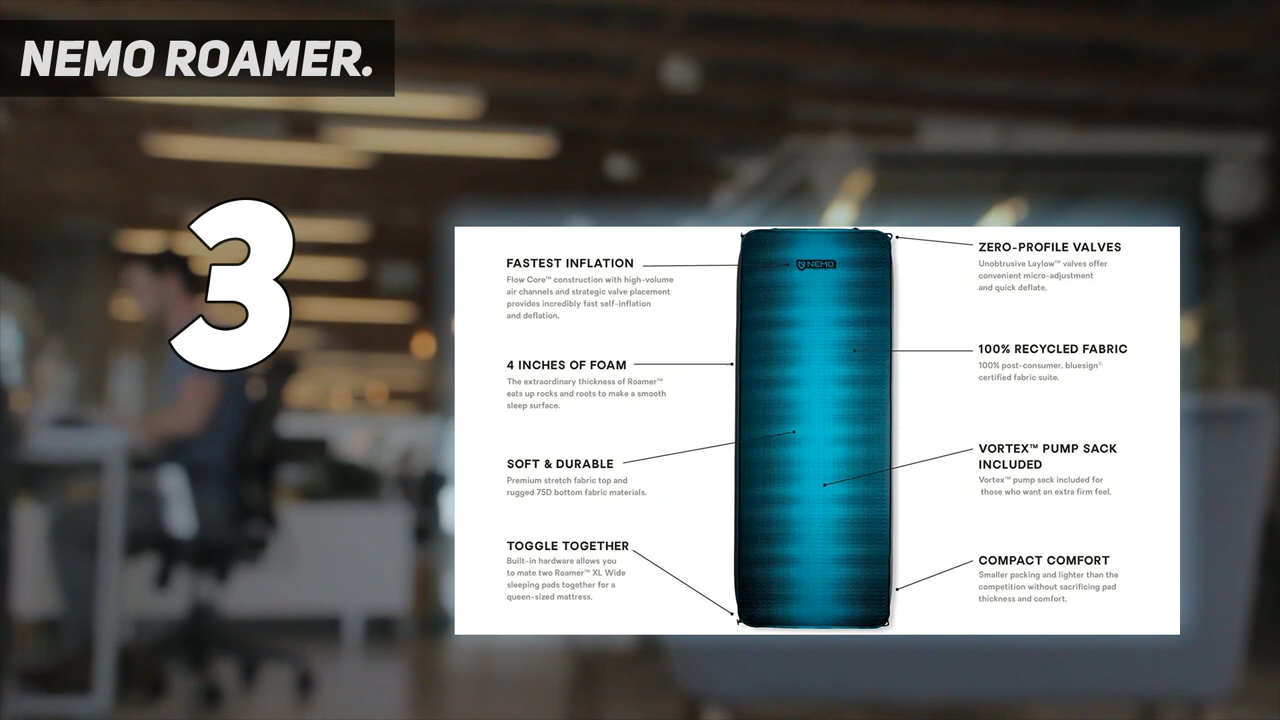 NEMO ROAMER.
3
FASTEST INFLATION
Flow Core™ construction with high-volume
air channels and strategic valve placement
provides incredibly fast self-inflation
and deflation.
4 INCHES OF FOAM
The extraordinary thickness of Roamer™
eats up rocks and roots to make a smooth
sleep surface.
SOFT & DURABLE
Premium stretch fabric top and
rugged 75D bottom fabric materials.
TOGGLE TOGETHER
Built-in hardware allows you
to mate two Roamer™ XL Wide
sleeping pads together for a
queen-sized mattress.
NEMO
ZERO-PROFILE VALVES
Unobtrusive Laylow™ valves offer
convenient micro-adjustment
and quick deflate.
100% RECYCLED FABRIC
100% post-consumer, bluesign®
certified fabric suite.
VORTEX™ PUMP SACK
INCLUDED
Vortex™ pump sack included for
those who want an extra firm feel.
COMPACT COMFORT
Smaller packing and lighter than the
competition without sacrificing pad
thickness and comfort.